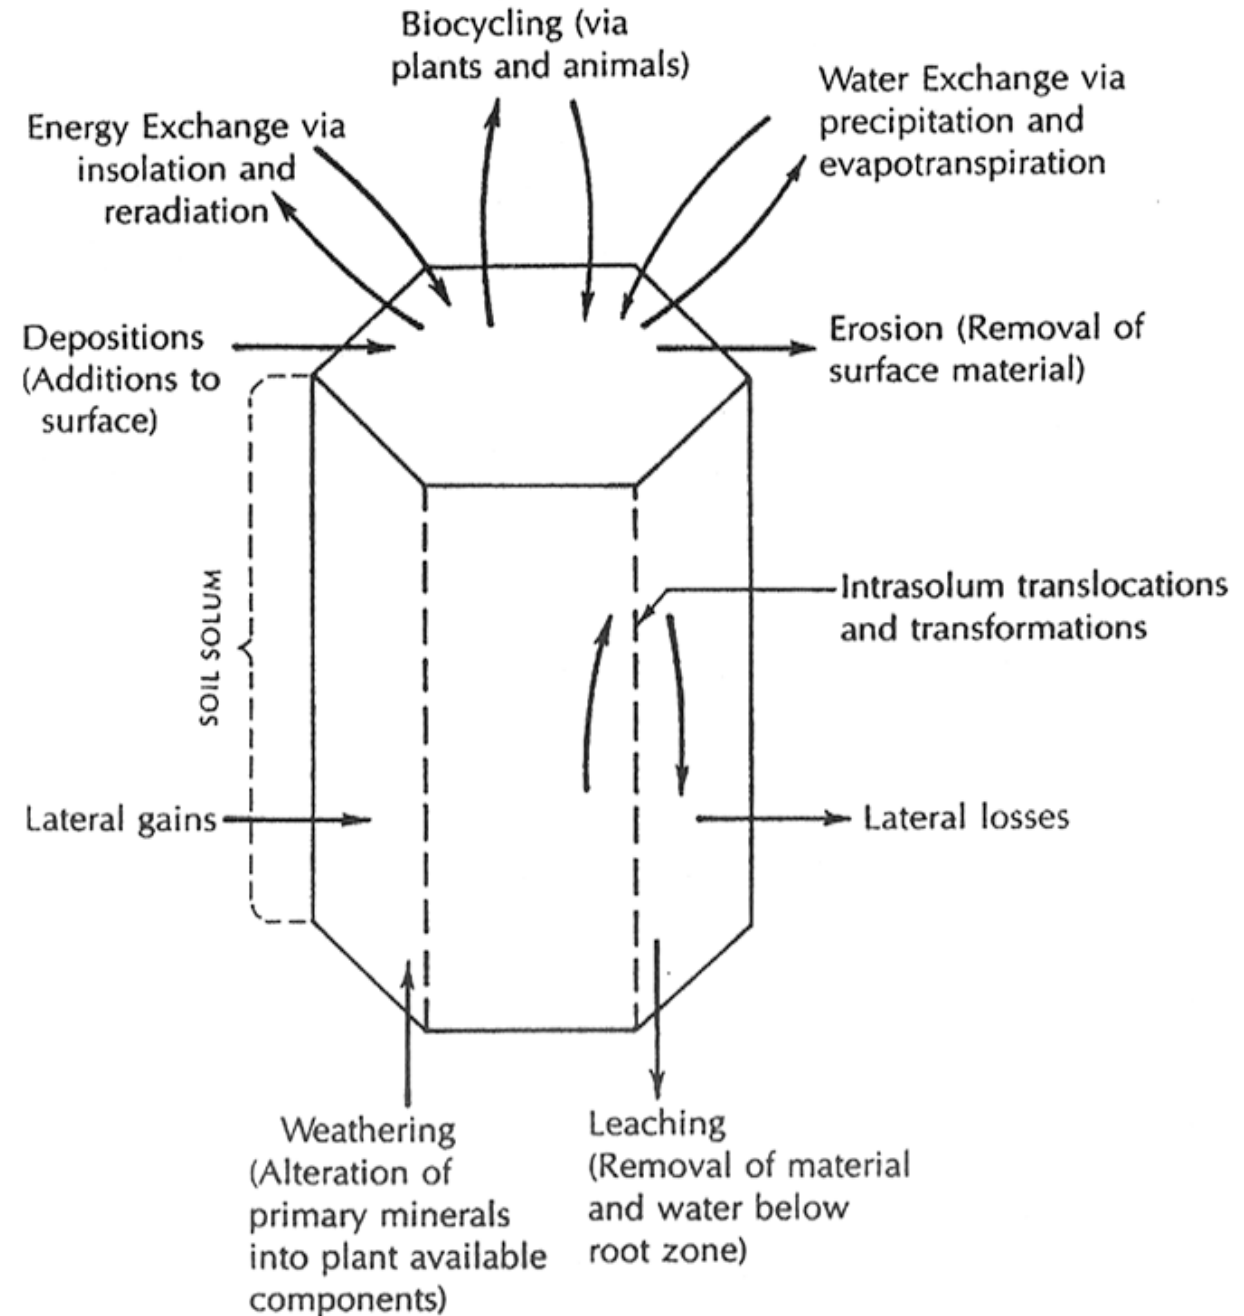 Biocycling (via
plants and animals)
Energy Exchange via
insolation and
reradiation
Water Exchange via
precipitation and
evapotranspiration
Depositions
(Additions to
surface)
Erosion (Removal of
surface material)
SOIL SOLUM
Intrasolum translocations
and transformations
Lateral gains
Lateral losses
Weathering
(Alteration of
primary minerals
into plant available
components)
Leaching
(Removal of material
and water below
root zone)